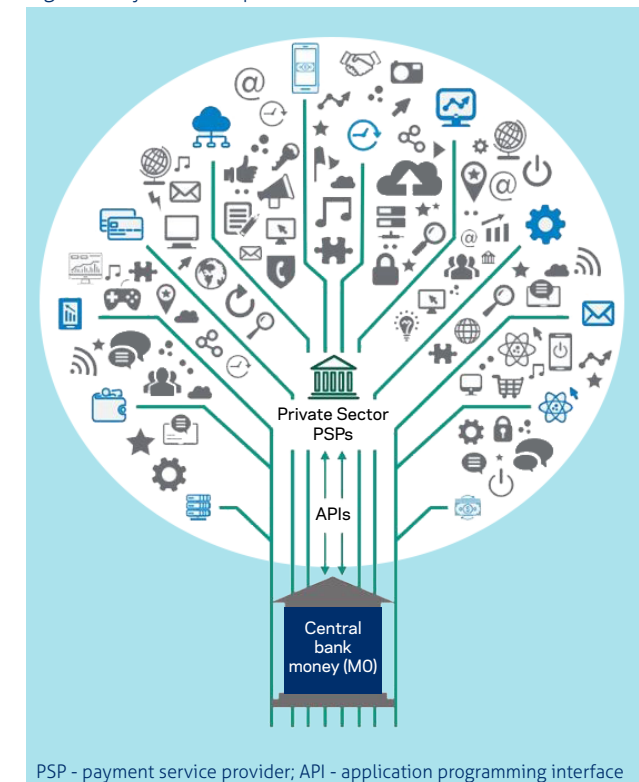 Private Sector
PSPs
APIs
Central
bank
money (M0)
PSP - payment service provider; API - application programming interface